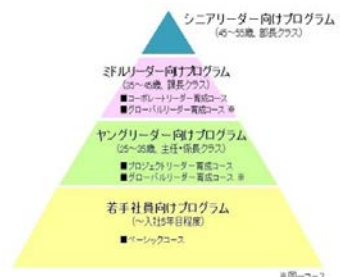 シニアリーダー向けプログラム
(45～55歳, 部長クラス)
ミドルリーダー向けプログラム
(35～45歳, 課長クラス)
■コーポレートリーダー育成コース
■グローバルリーダー育成コース ※
ヤングリーダー向けプログラム
(25～35歳, 主任・係長クラス)
■プロジェクトリーダー育成コース
■グローバルリーダー育成コース ※
若手社員向けプログラム
(～入社5年目程度)
■ベーシックコース
※同一コース